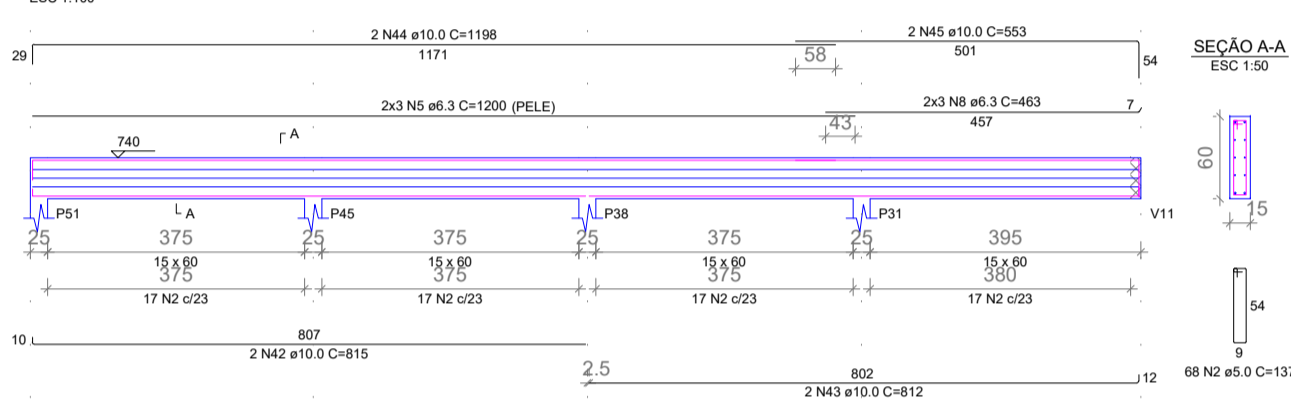 2 N44 ø10.0 C=1198
2 N45 ø10.0 C=553
29
1171
58
501
54
SEÇÃO A-A
ESC 1:50
2x3 N5 ø6.3 C=1200 (PELE)
2x3 N8 ø6.3 C=463
7
43
457
A
740
60
15
A
P51
P45
P38
P31
V11
25
375
25
375
375
25
395
15 x 60
15 x 60
15 x 60
15 x 60
375
375
375
380
17 N2 c/23
17 N2 c/23
17 N2 c/23
17 N2 c/23
54
9
68 N2 ø5.0 C=137
10
807
2 N42 ø10.0 C=815
2.5
802
12
2 N43 ø10.0 C=812